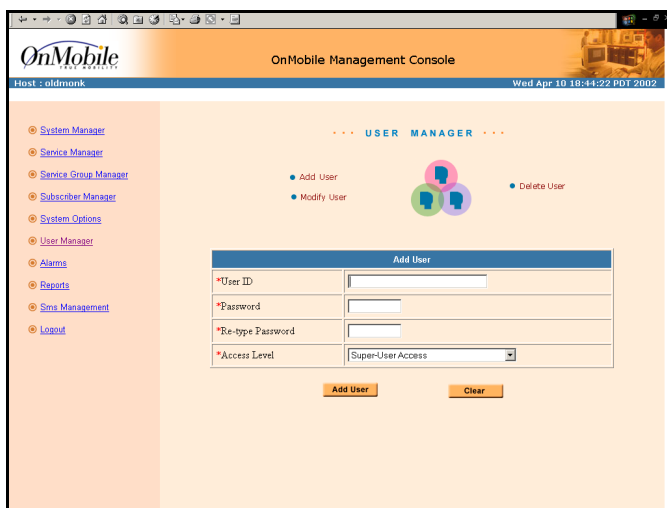 OnMobile
TRUE MOBILITY
OnMobile Management Console
Host : oldmonk
Wed Apr 10 18:44:22 PDT 2002
System Manager
Service Manager
Service Group Manager
Subscriber Manager
System Options
User Manager
Alarms
Reports
Sms Management
Logout
USER MANAGER
Add User
Modify User
Delete User
Add User
*User ID
*Password
*Re-type Password
*Access Level
Super-User Access
Add User
Clear